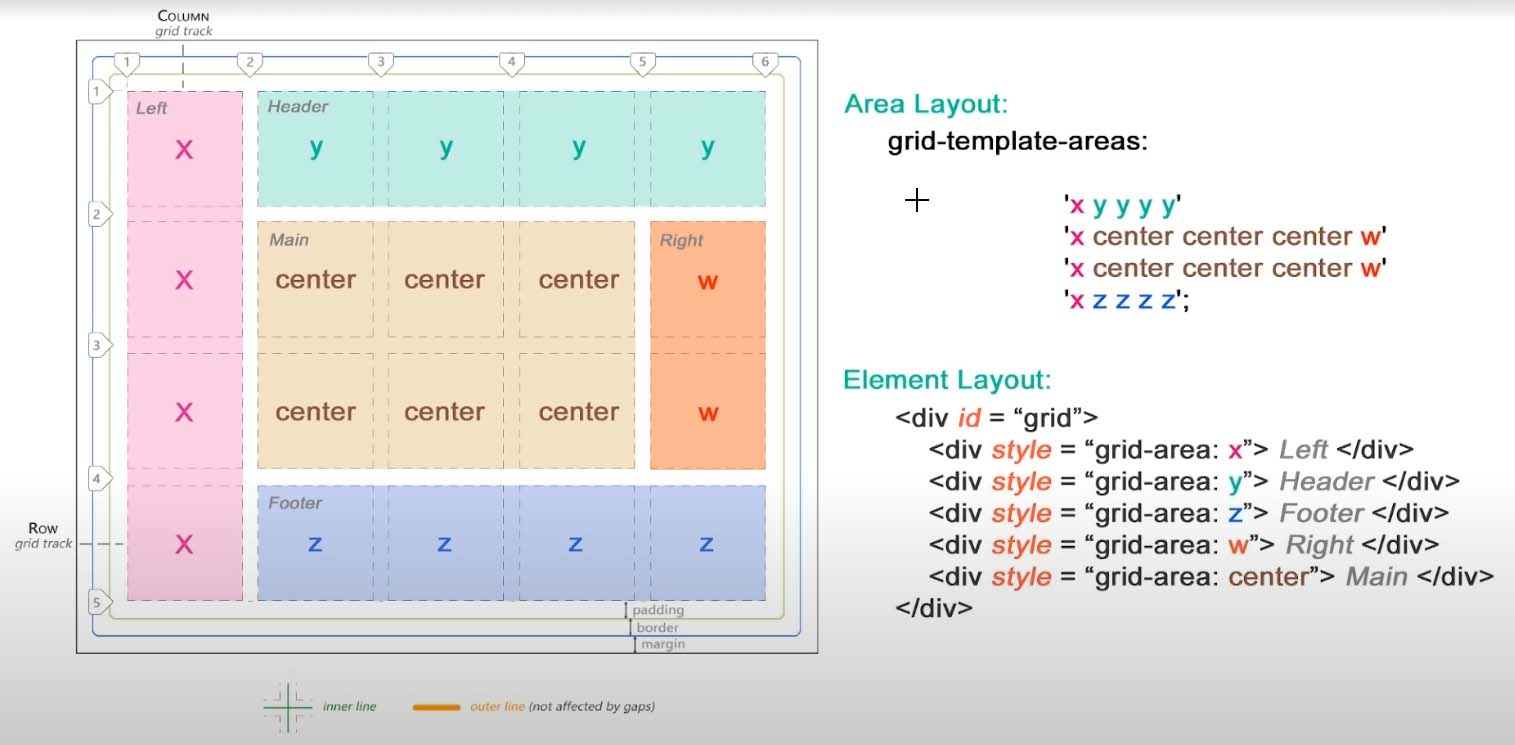 COLUMN
grid track
1 2 3 4 5 6
1
Left Header
x y y y y
2
Main Right
x center center center w
3
x center center center w
4
Footer
Row
grid track
x z z z z
5
padding
border
margin
inner line outer line (not affected by gaps)
Area Layout:
grid-template-areas:
'x y y y y'
'x center center center w'
'x center center center w'
'x z z z z';
Element Layout:
<div id = “grid”>
<div style = “grid-area: x”> Left </div>
<div style = “grid-area: y”> Header </div>
<div style = “grid-area: z”> Footer </div>
<div style = “grid-area: w”> Right </div>
<div style = “grid-area: center”> Main </div>
</div>